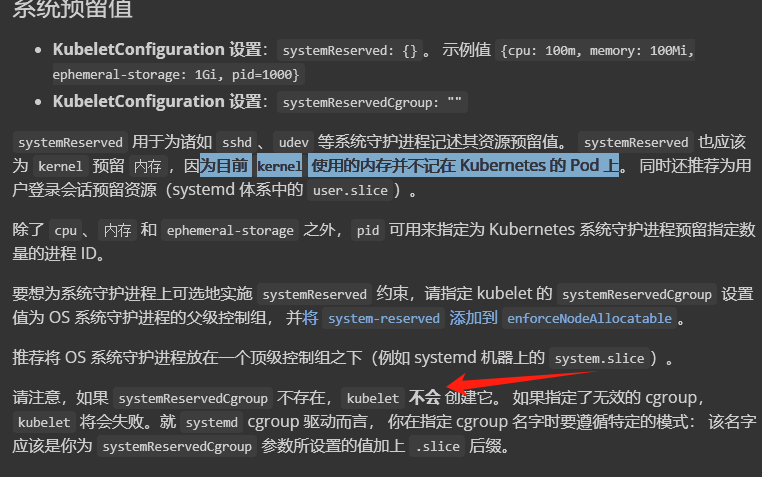 系统预留值
KubeletConfiguration 设置： systemReserved: {} 。 示例值 {cpu: 100m, memory: 100Mi,
ephemeral-storage: 1Gi, pid=1000}
KubeletConfiguration 设置： systemReservedCgroup: ""
systemReserved 用于为诸如 sshd 、 udev 等系统守护进程记述其资源预留值。 systemReserved 也应该
为 kernel 预留 内存 ，因为目前 kernel 使用的内存并不记在 Kubernetes 的 Pod 上。 同时还推荐为用
户登录会话预留资源（systemd 体系中的 user.slice ）。
除了 cpu 、 内存 和 ephemeral-storage 之外， pid 可用来指定为 Kubernetes 系统守护进程预留指定数
量的进程 ID。
要想为系统守护进程上可选地实施 systemReserved 约束，请指定 kubelet 的 systemReservedCgroup 设置
值为 OS 系统守护进程的父级控制组， 并将 system-reserved 添加到 enforceNodeAllocatable 。
推荐将 OS 系统守护进程放在一个顶级控制组之下（例如 systemd 机器上的 system.slice ）。
请注意，如果 systemReservedCgroup 不存在， kubelet 不会 创建它。 如果指定了无效的 cgroup，
kubelet 将会失败。就 systemd cgroup 驱动而言， 你在指定 cgroup 名字时要遵循特定的模式： 该名字
应该是你为 systemReservedCgroup 参数所设置的值加上 .slice 后缀。